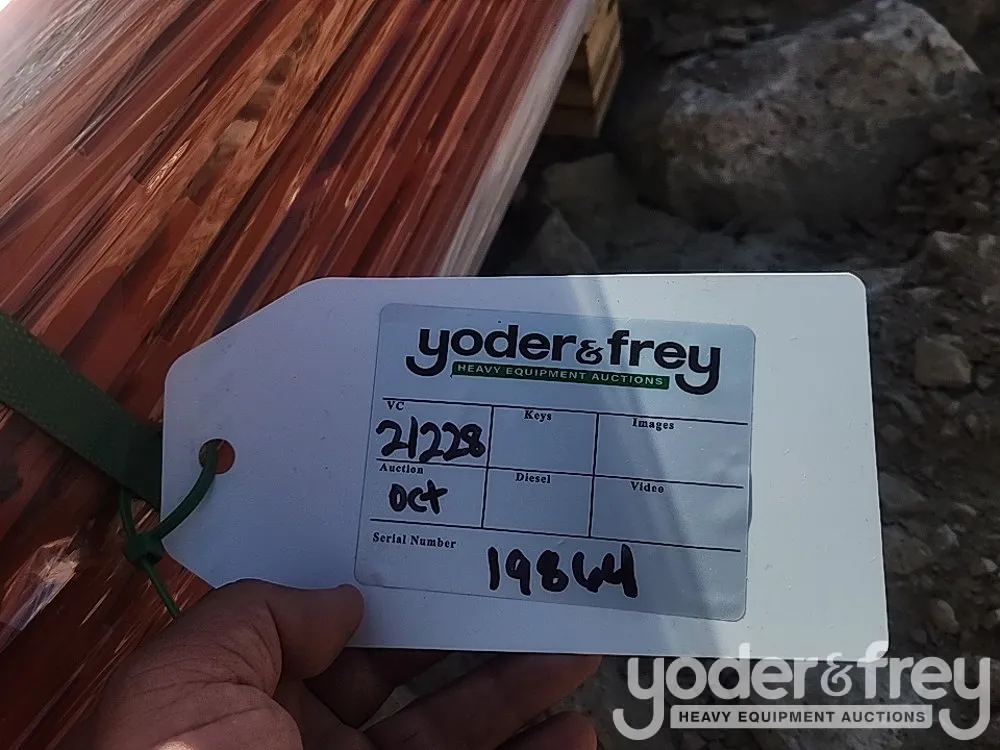 yoder & frey
HEAVY EQUIPMENT AUCTIONS
VC Keys Images
21228
Auction Diesel Video
Oct
Serial Number
19864
yoder & frey
HEAVY EQUIPMENT AUCTIONS